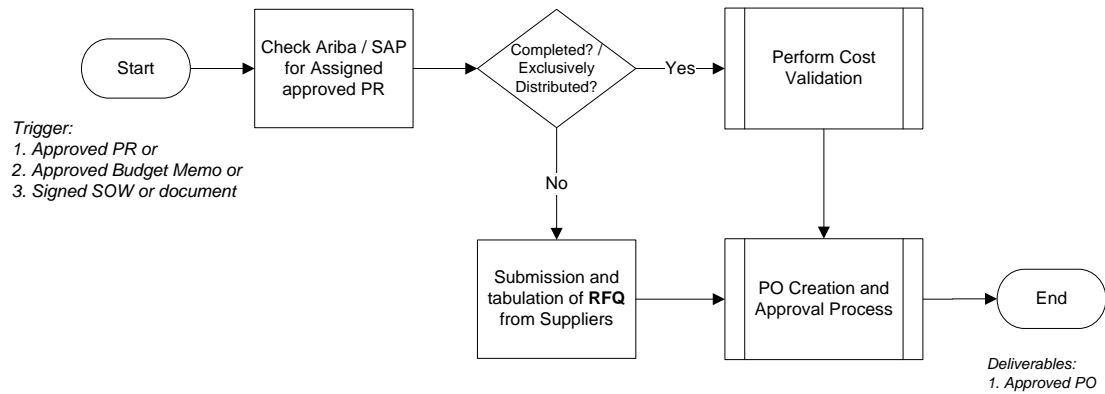 Start
Check Ariba / SAP
for Assigned
approved PR
Completed? /
Exclusively
Distributed?
Yes
Perform Cost
Validation
Trigger:
1. Approved PR or
2. Approved Budget Memo or
3. Signed SOW or document
No
Submission and
tabulation of RFQ
from Suppliers
PO Creation and
Approval Process
End
Deliverables:
1. Approved PO